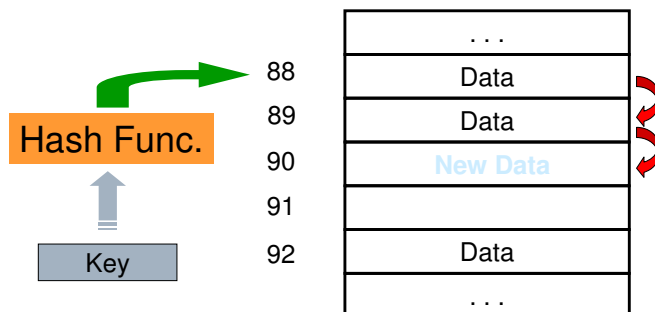 . . .
88 Data
89 Data
Hash Func.
90 New Data
91
Key
92 Data
. . .